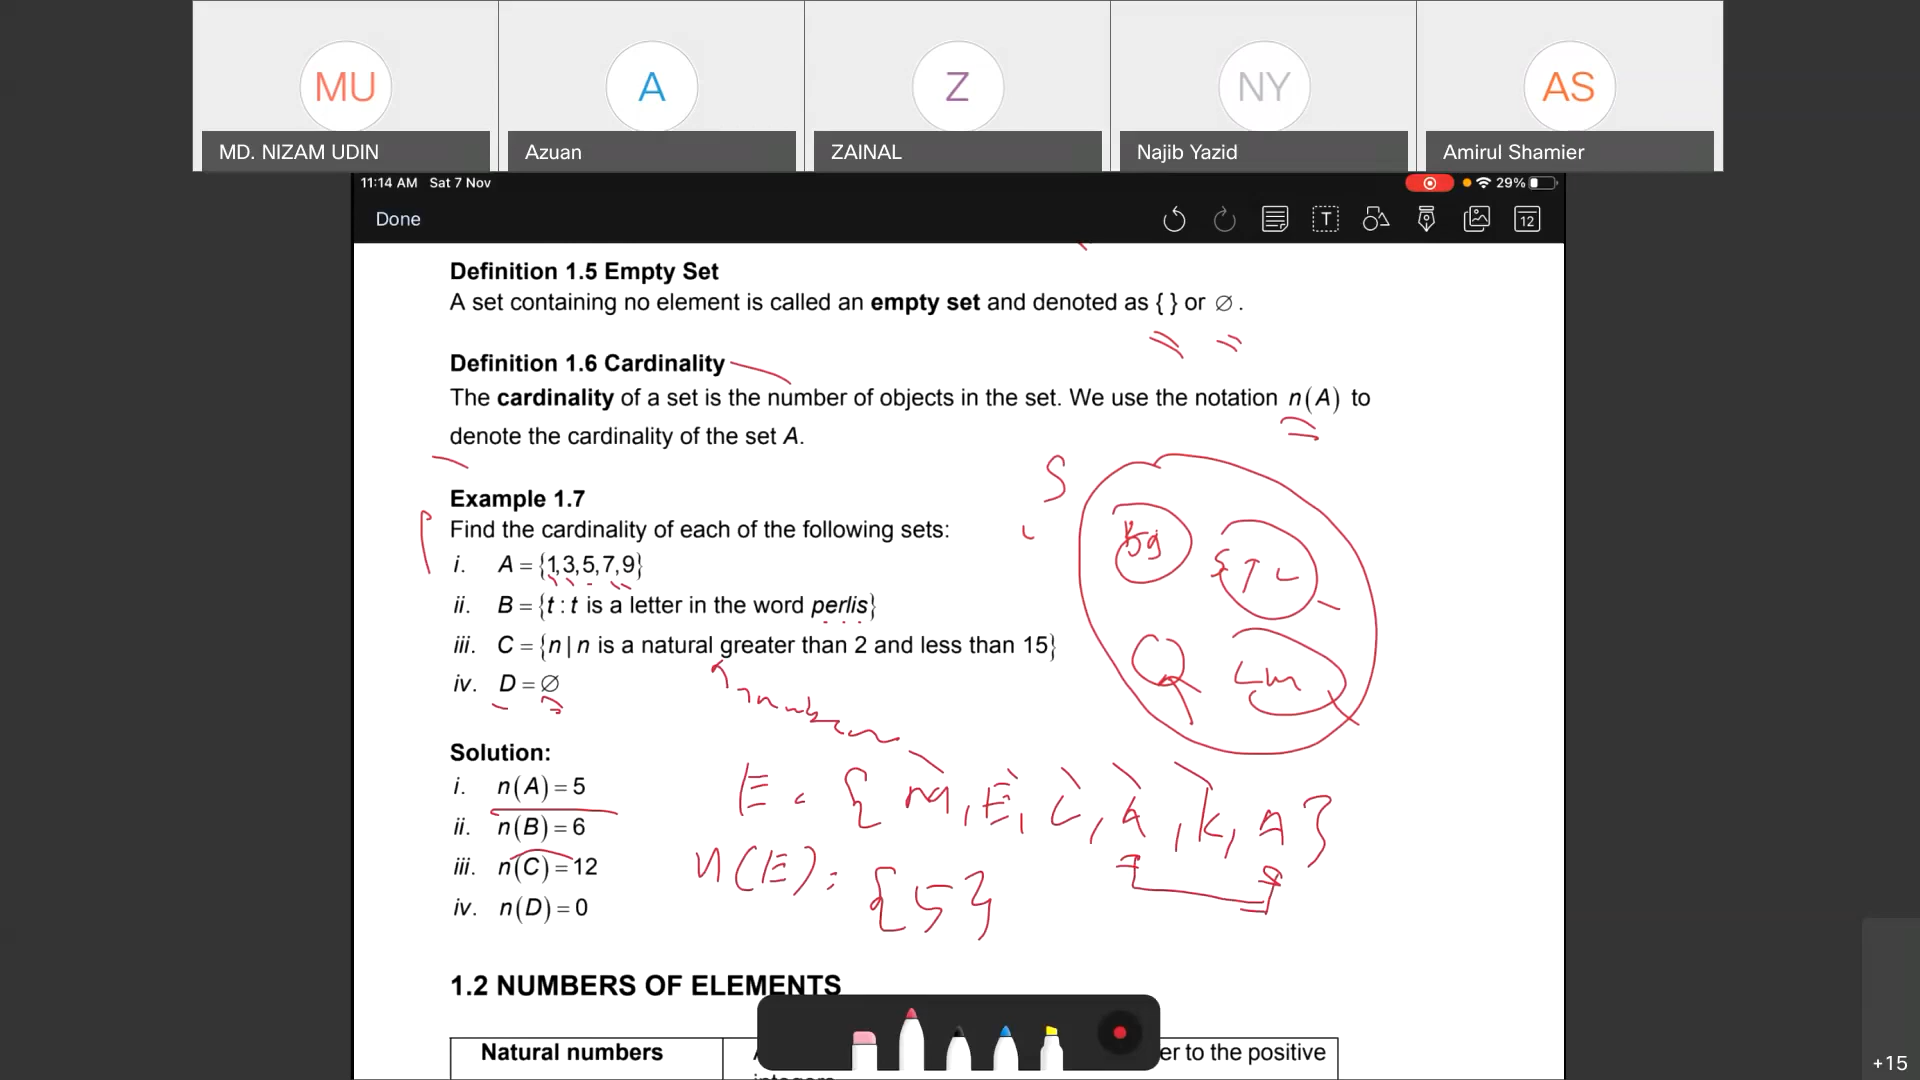 MU A Z NY AS
MD. NIZAM UDIN Azuan ZAINAL Najib Yazid Amirul Shamier
11:14 AM Sat 7 Nov 29%
Done T 12
Definition 1.5 Empty Set
A set containing no element is called an empty set and denoted as { } or ∅ .
Definition 1.6 Cardinality
The cardinality of a set is the number of objects in the set. We use the notation n(A) to
denote the cardinality of the set A.
S
Example 1.7
Find the cardinality of each of the following sets:
i. A = {1,3,5,7,9}
ii. B = {t : t is a letter in the word perlis}
iii. C = {n | n is a natural greater than 2 and less than 15}
iv. D = ∅
number
Solution:
i. n(A) = 5
ii. n(B) = 6
iii. n(C) = 12
iv. n(D) = 0
n(E) = {5}
1.2 NUMBERS OF ELEMENTS
Natural numbers er to the positive
+15